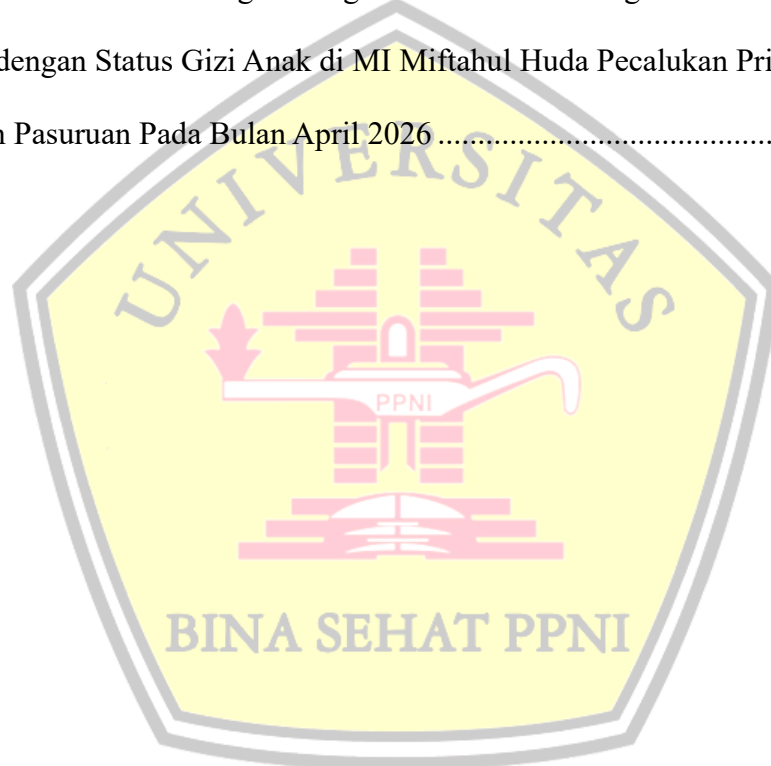 dengan Status Gizi Anak di MI Miftahul Huda Pecalukan
Pasuruan Pada Bulan April 2026
UNIVERSITAS
PPNI
BINA SEHAT PPNI